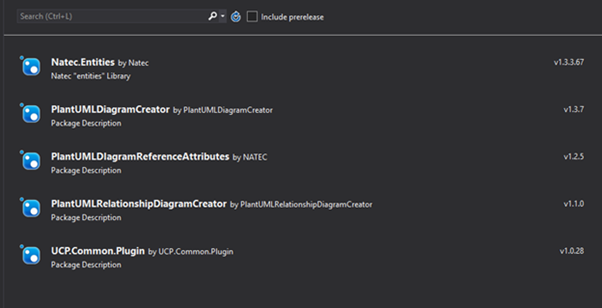 Search (Ctrl+L) Include prerelease
Natec.Entities by Natec v1.3.3.67
Natec "entities" Library
PlantUMLDiagramCreator by PlantUMLDiagramCreator v1.3.7
Package Description
PlantUMLDIagramReferenceAttributes by NATEC v1.2.5
Package Description
PlantUMLRelationshipDiagramCreator by PlantUMLRelationshipDiagramCreator v1.1.0
Package Description
UCP.Common.Plugin by UCP.Common.Plugin v1.0.28
Package Description